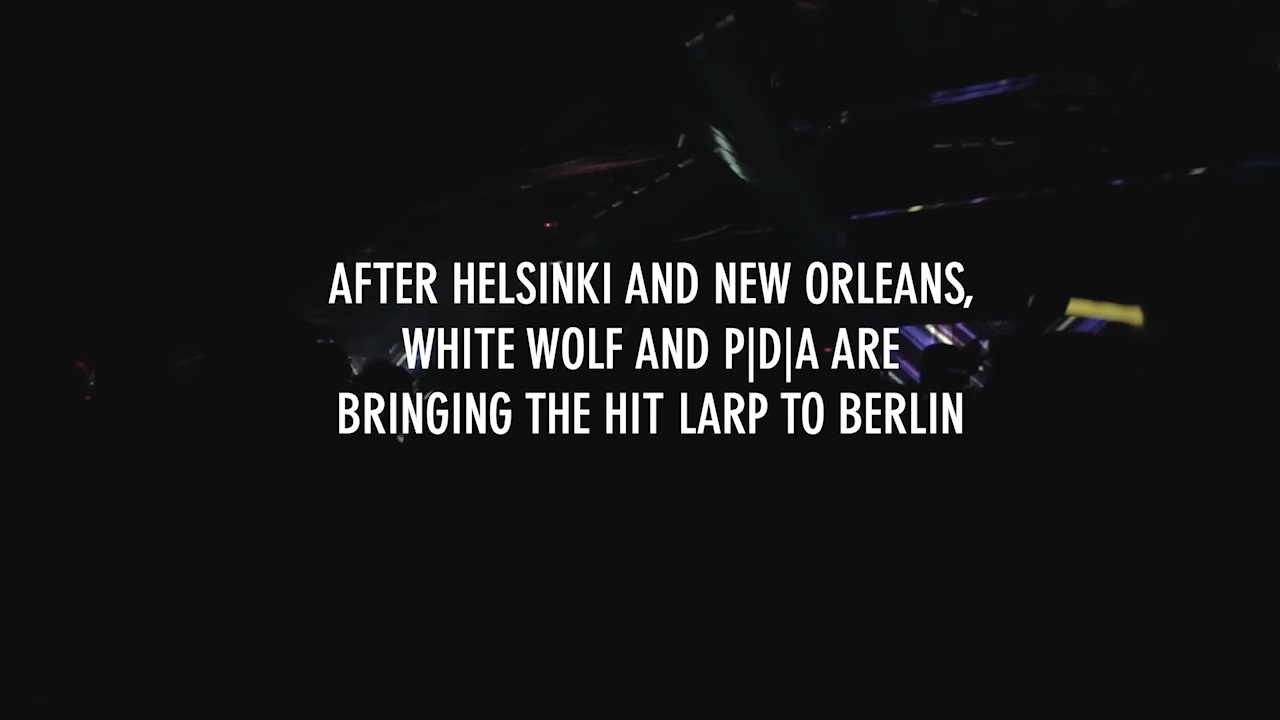 AFTER HELSINKI AND NEW ORLEANS,
WHITE WOLF AND P|D|A ARE
BRINGING THE HIT LARP TO BERLIN